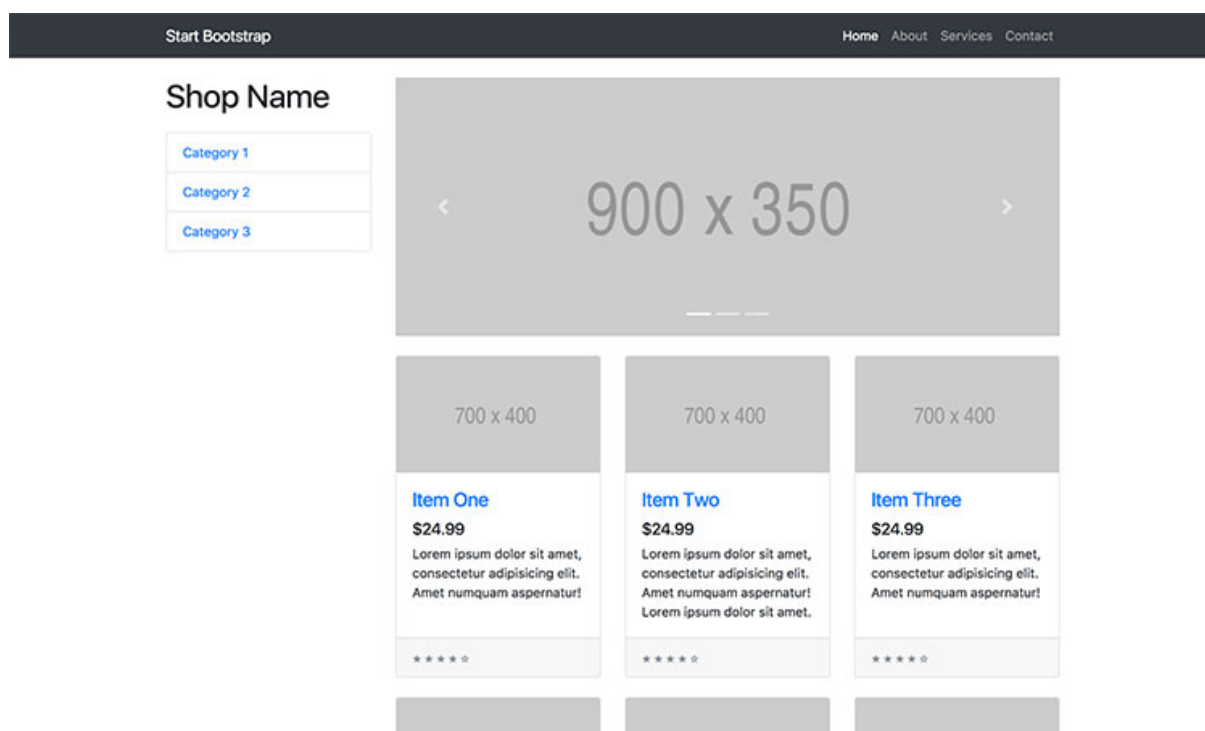 Start Bootstrap
Home About Services Contact
Shop Name
Category 1
Category 2
Category 3
900 x 350
700 x 400
Item One
$24.99
Lorem ipsum dolor sit amet,
consectetur adipisicing elit.
Amet numquam aspernatur!
★★★★☆
700 x 400
Item Two
$24.99
Lorem ipsum dolor sit amet,
consectetur adipisicing elit.
Amet numquam aspernatur!
Lorem ipsum dolor sit amet.
★★★★☆
700 x 400
Item Three
$24.99
Lorem ipsum dolor sit amet,
consectetur adipisicing elit.
Amet numquam aspernatur!
★★★★☆